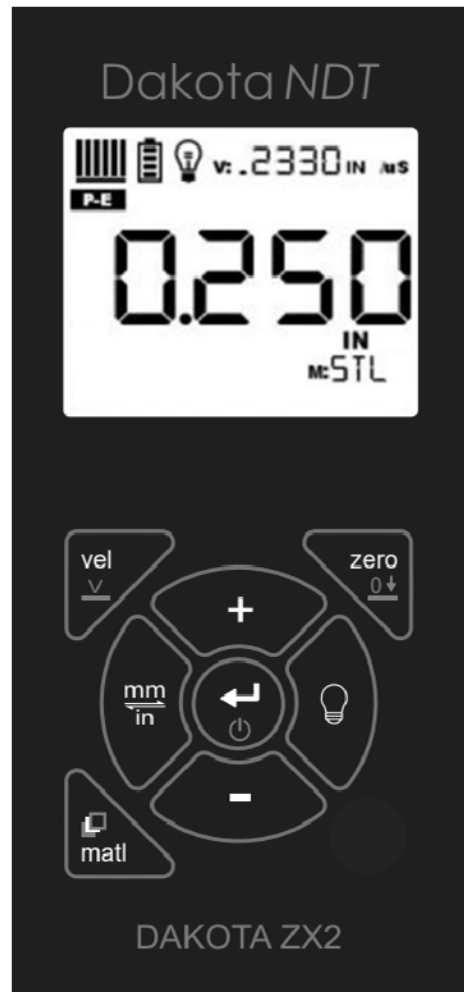 Dakota NDT
V: .2330 IN /uS
P-E
0.250
IN
M:STL
vel
V
zero
0
+
mm
in
-
matl
DAKOTA ZX2